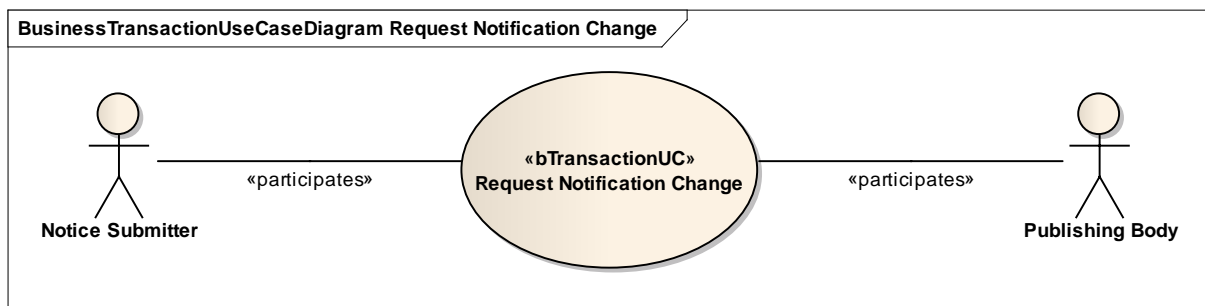 BusinessTransactionUseCaseDiagram Request Notification Change
«bTransactionUC»
Request Notification Change
«participates»
«participates»
Notice Submitter
Publishing Body